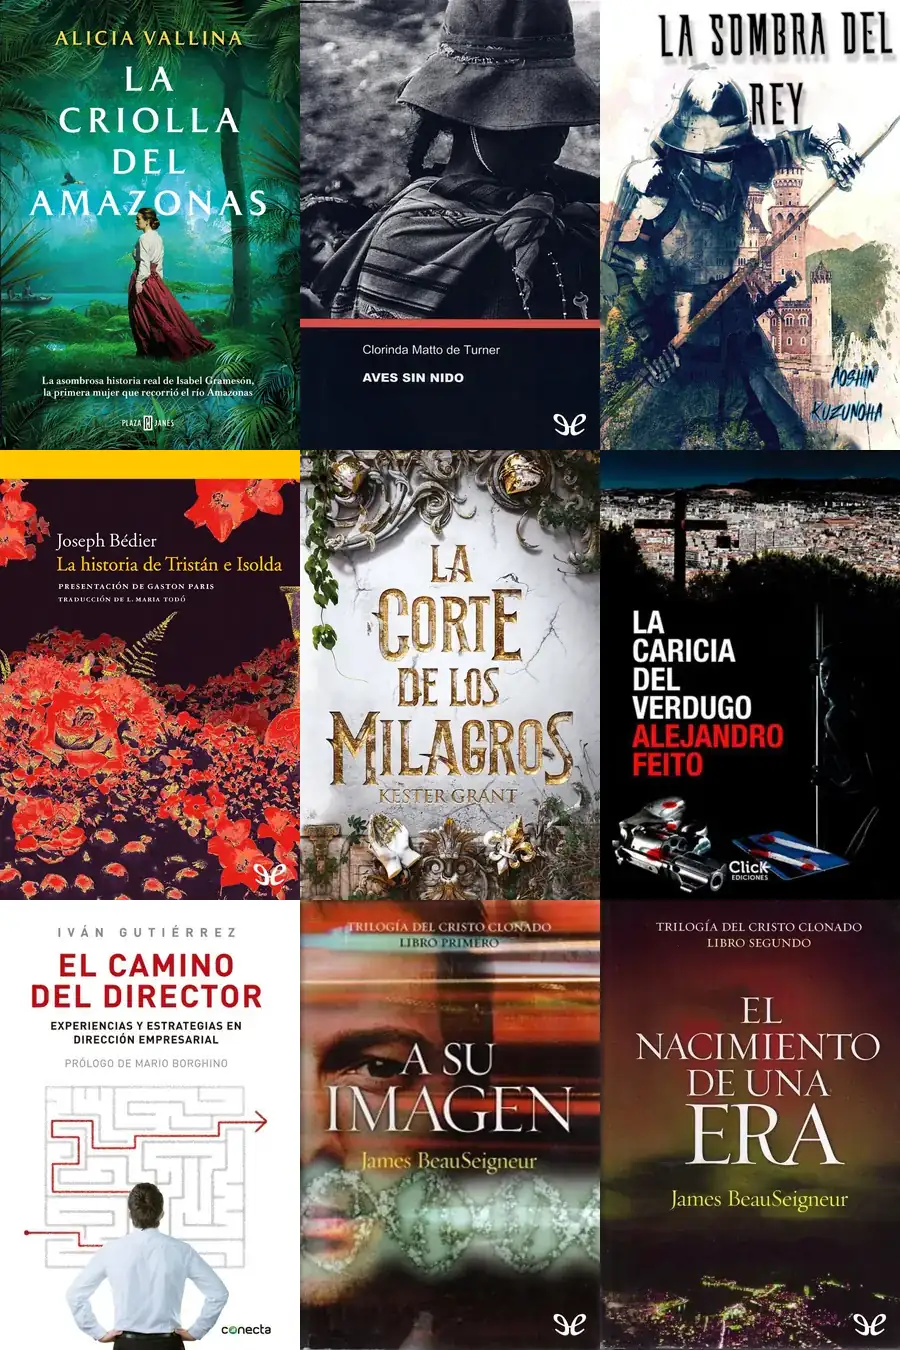 ALICIA VALLINA
LA
CRIOLLA
DEL
AMAZONAS
La asombrosa historia real de Isabel Gramesón,
la primera mujer que recorrió el río Amazonas
PLAZA JANÉS
Clorinda Matto de Turner
AVES SIN NIDO
LA SOMBRA DEL
REY
AOSHIN
KUZUNOHA
Joseph Bédier
La historia de Tristán e Isolda
PRESENTACIÓN DE GASTON PARIS
TRADUCCIÓN DE L. MARIA TODÓ
LA
CORTE
DE LOS
MILAGROS
KESTER GRANT
LA
CARICIA
DEL
VERDUGO
ALEJANDRO
FEITO
Click
EDICIONES
IVÁN GUTIÉRREZ
EL CAMINO
DEL DIRECTOR
EXPERIENCIAS Y ESTRATEGIAS EN
DIRECCIÓN EMPRESARIAL
PRÓLOGO DE MARIO BORGHINO
conecta
TRILOGÍA DEL CRISTO CLONADO
LIBRO PRIMERO
A SU
IMAGEN
James BeauSeigneur
TRILOGÍA DEL CRISTO CLONADO
LIBRO SEGUNDO
EL
NACIMIENTO
DE UNA
ERA
James BeauSeigneur